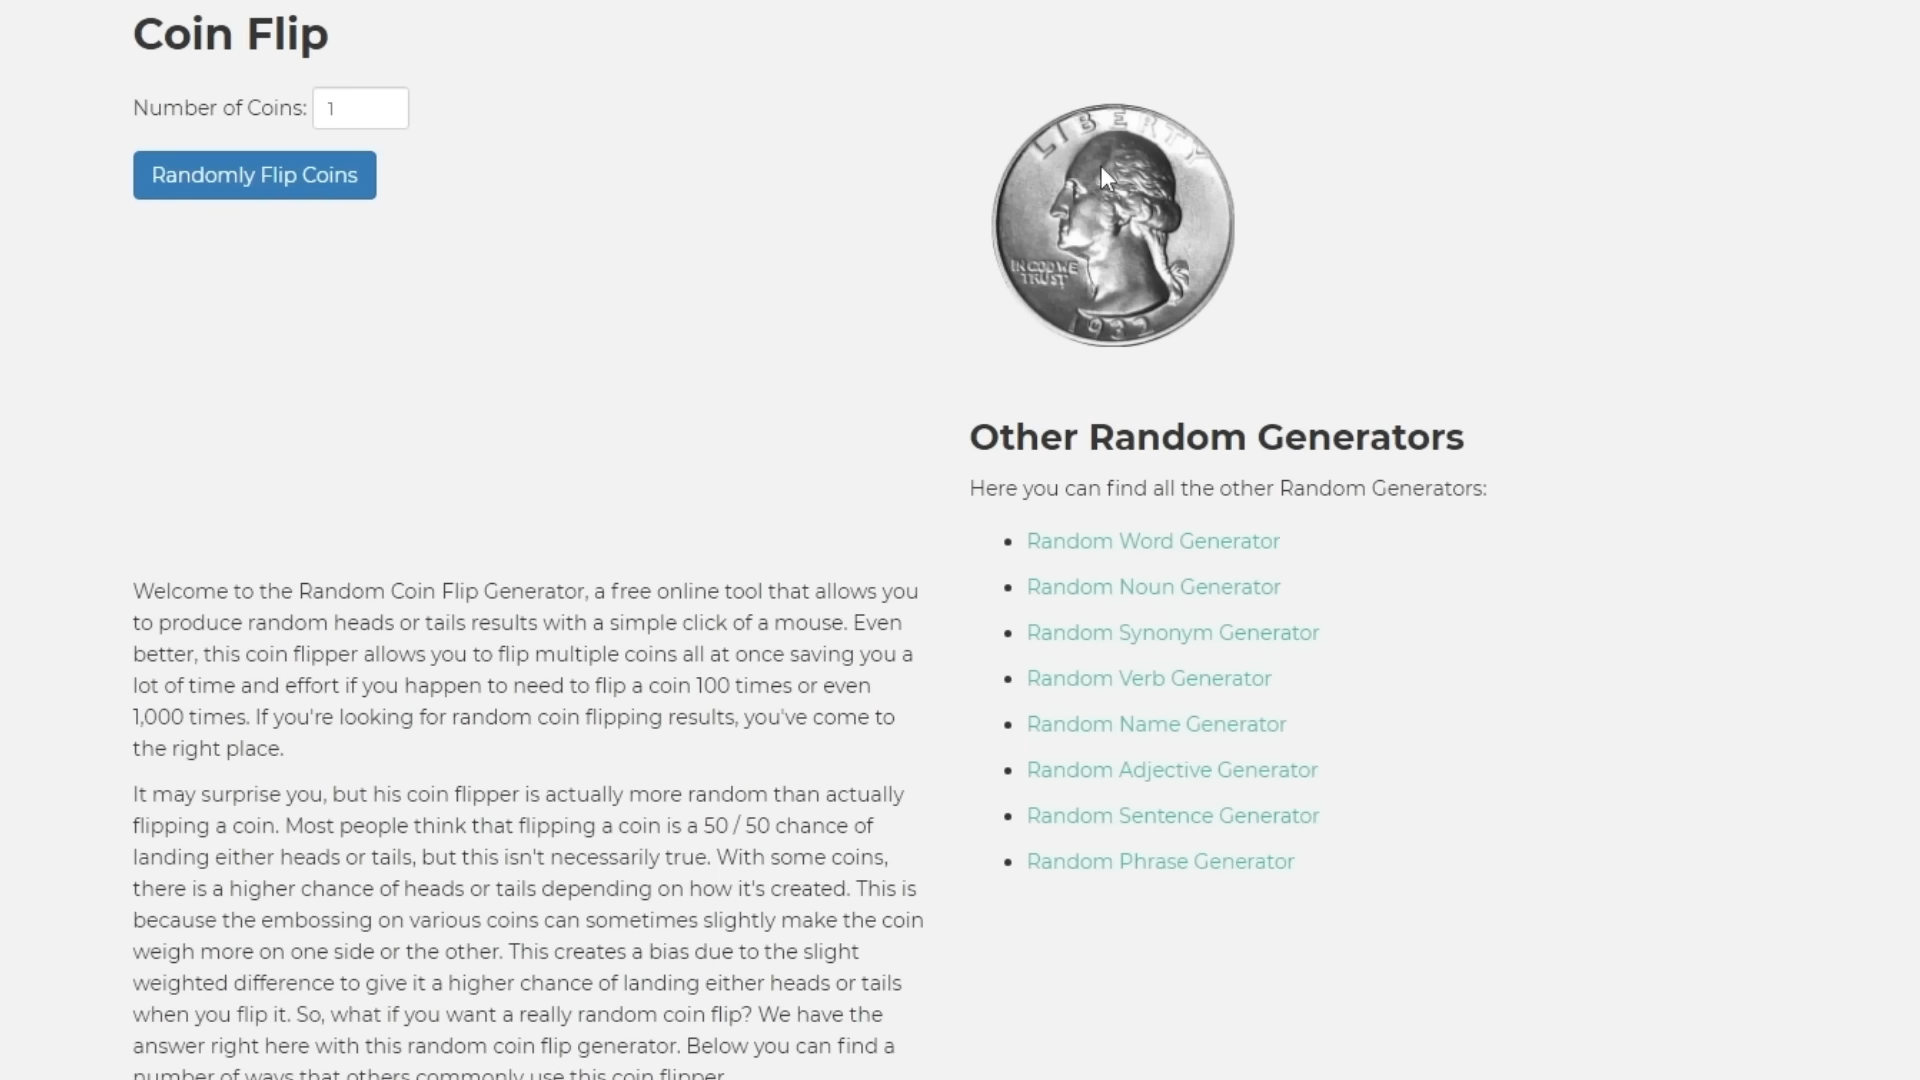 Coin Flip
Number of Coins: 1
Randomly Flip Coins
LIBERTY
IN GOD WE
TRUST
1932
Other Random Generators
Here you can find all the other Random Generators:
Random Word Generator
Random Noun Generator
Random Synonym Generator
Random Verb Generator
Random Name Generator
Random Adjective Generator
Random Sentence Generator
Random Phrase Generator
Welcome to the Random Coin Flip Generator, a free online tool that allows you
to produce random heads or tails results with a simple click of a mouse. Even
better, this coin flipper allows you to flip multiple coins all at once saving you a
lot of time and effort if you happen to need to flip a coin 100 times or even
1,000 times. If you're looking for random coin flipping results, you've come to
the right place.
It may surprise you, but his coin flipper is actually more random than actually
flipping a coin. Most people think that flipping a coin is a 50 / 50 chance of
landing either heads or tails, but this isn't necessarily true. With some coins,
there is a higher chance of heads or tails depending on how it's created. This is
because the embossing on various coins can sometimes slightly make the coin
weigh more on one side or the other. This creates a bias due to the slight
weighted difference to give it a higher chance of landing either heads or tails
when you flip it. So, what if you want a really random coin flip? We have the
answer right here with this random coin flip generator. Below you can find a
number of ways that others commonly use this coin flipper.